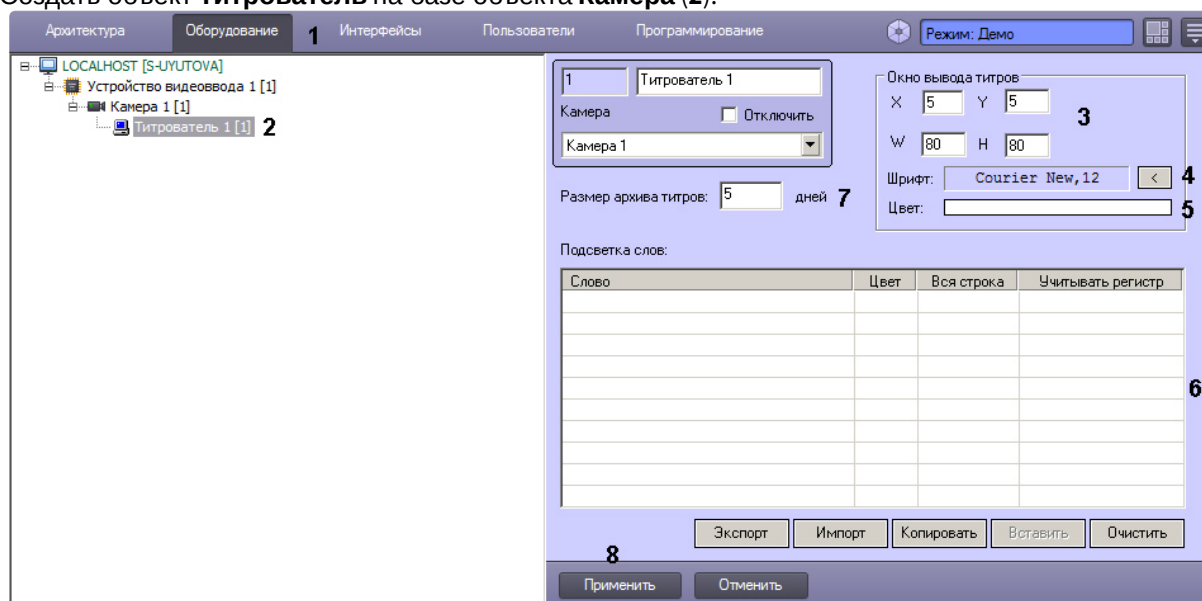 Создать объект Титрователь на базе объекта Камера (2).
Архитектура Оборудование 1 Интерфейсы Пользователи Программирование Режим: Демо
LOCALHOST [S-UYUTOVA]
Устройство видеоввода 1 [1]
Камера 1 [1]
Титрователь 1 [1] 2
1 Титрователь 1
Камера Отключить
Камера 1
Окно вывода титров
X 5 Y 5 3
W 80 H 80
Шрифт: Courier New,12 < 4
Цвет: 5
Размер архива титров: 5 дней 7
Подсветка слов:
Слово Цвет Вся строка Учитывать регистр
6
Экспорт Импорт Копировать Вставить Очистить
8
Применить Отменить